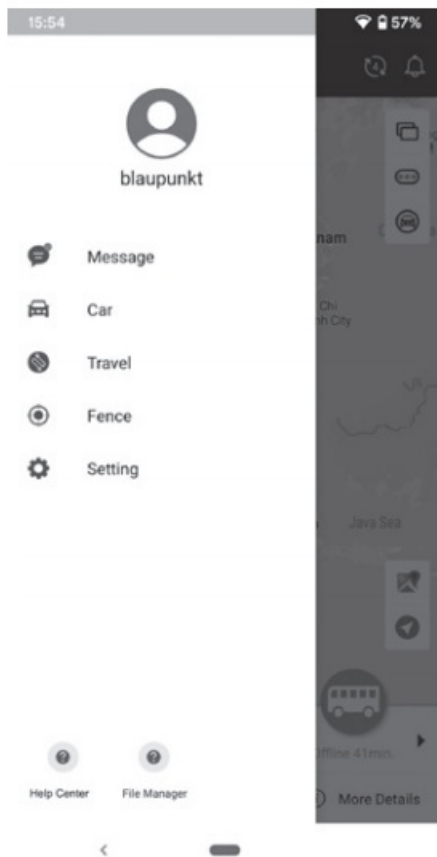 15:54
57%
blaupunkt
Message
nam
Car
Chi
nh City
Travel
Fence
Setting
Java Sea
Offline 41min.
Help Center
File Manager
More Details